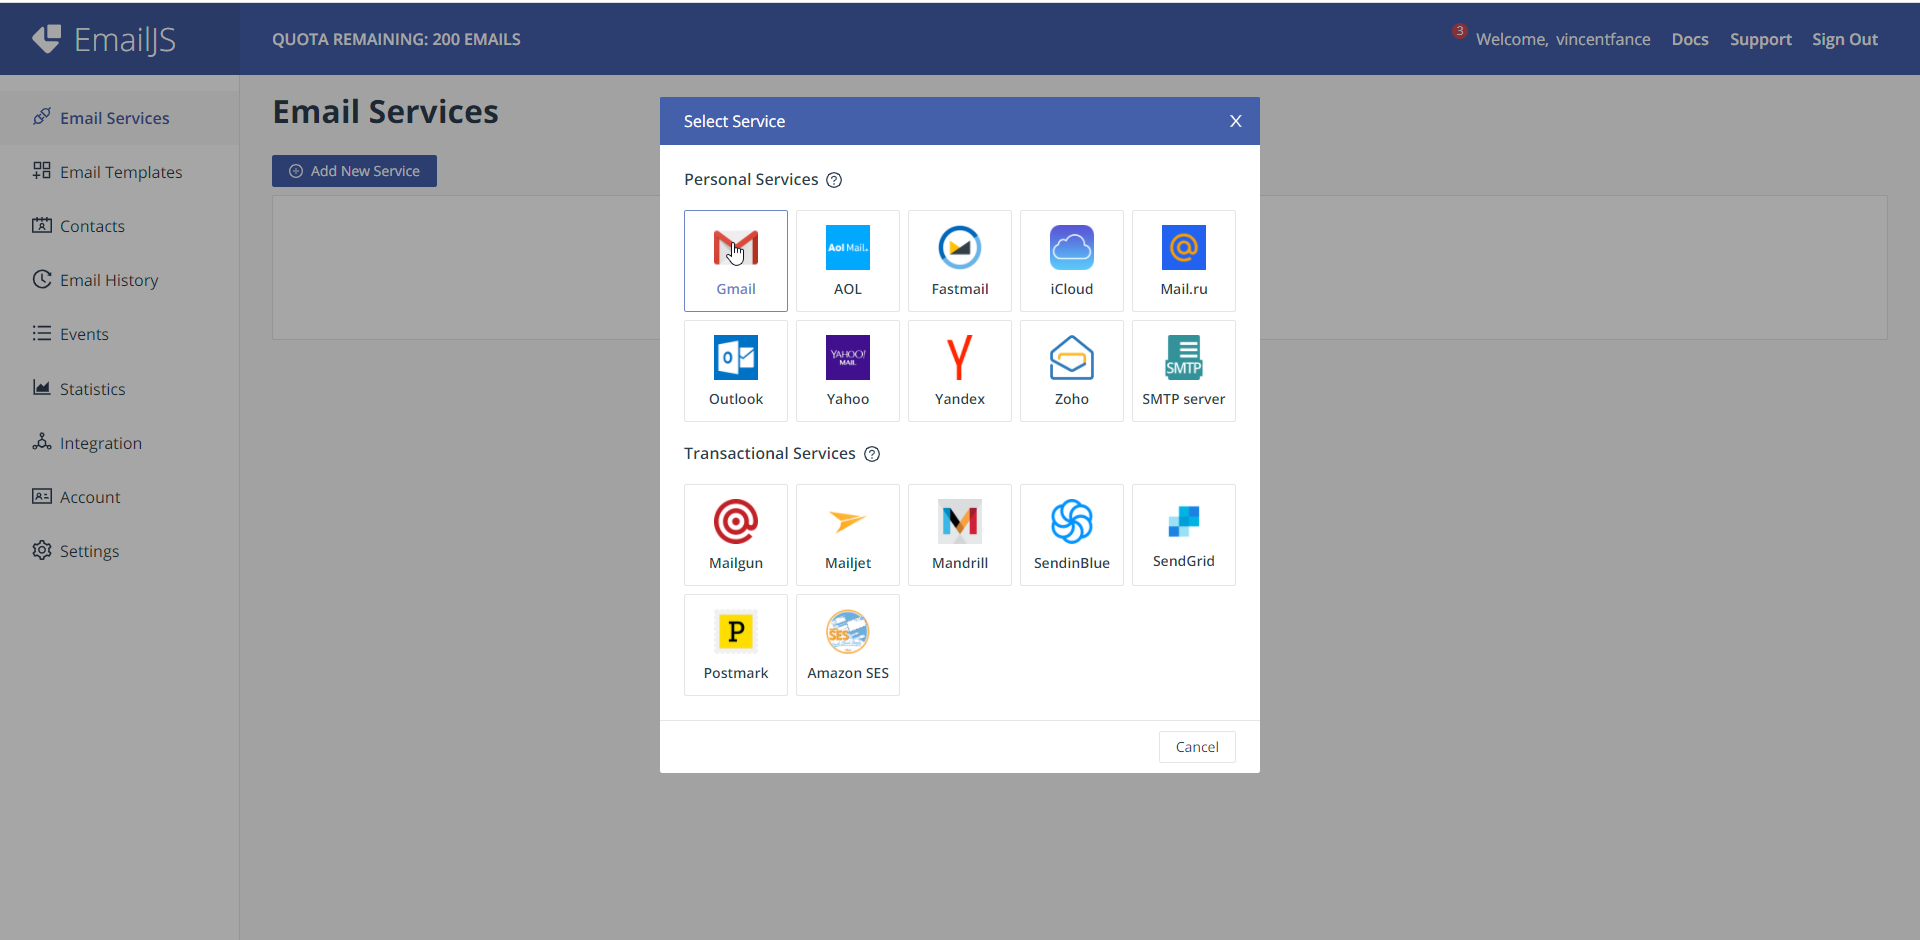 EmailJS
QUOTA REMAINING: 200 EMAILS
3
Welcome, vincentfance
Docs
Support
Sign Out
Email Services
Email Templates
Contacts
Email History
Events
Statistics
Integration
Account
Settings
Email Services
Add New Service
Select Service
X
Personal Services ?
Gmail
Aol Mail.
AOL
Fastmail
iCloud
Mail.ru
Outlook
YAHOO!
MAIL
Yahoo
Yandex
Zoho
SMTP
SMTP server
Transactional Services ?
Mailgun
Mailjet
Mandrill
SendinBlue
SendGrid
P
Postmark
SES
Amazon SES
Cancel